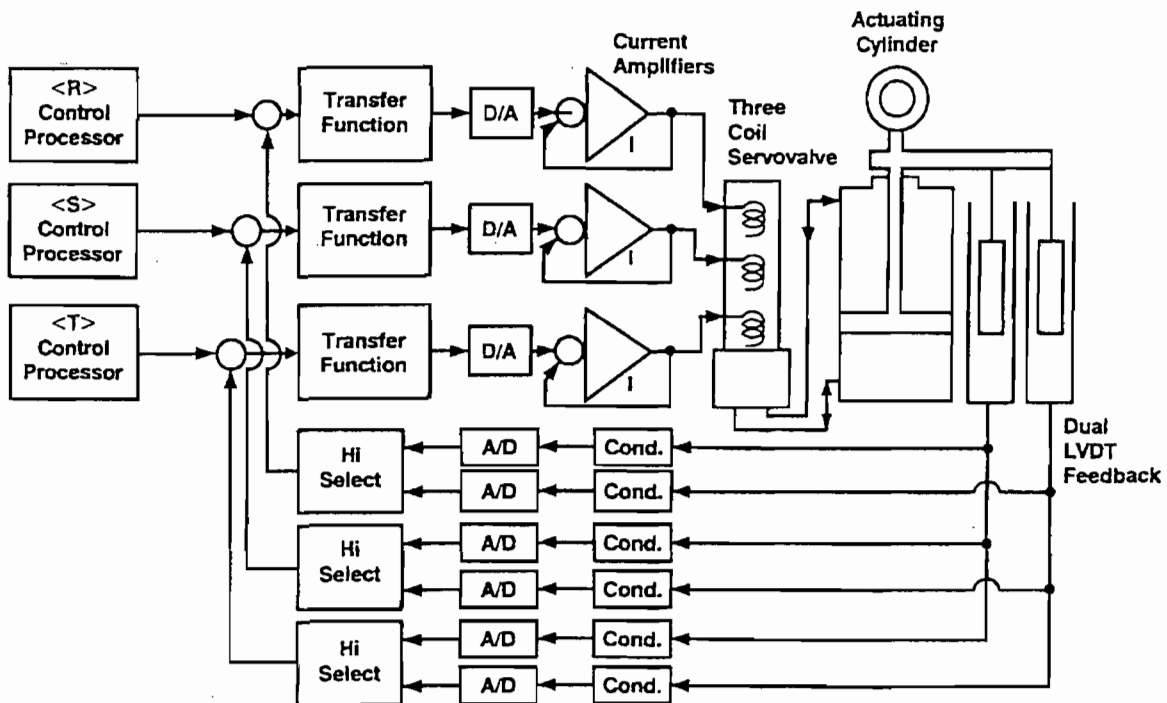 Actuating
Cylinder
Current
Amplifiers
<R>
Control
Processor
Transfer
Function
D/A
I
Three
Coil
Servovalve
<S>
Control
Processor
Transfer
Function
D/A
I
<T>
Control
Processor
Transfer
Function
D/A
I
Dual
LVDT
Feedback
Hi
Select
A/D
Cond.
A/D
Cond.
Hi
Select
A/D
Cond.
A/D
Cond.
Hi
Select
A/D
Cond.
A/D
Cond.